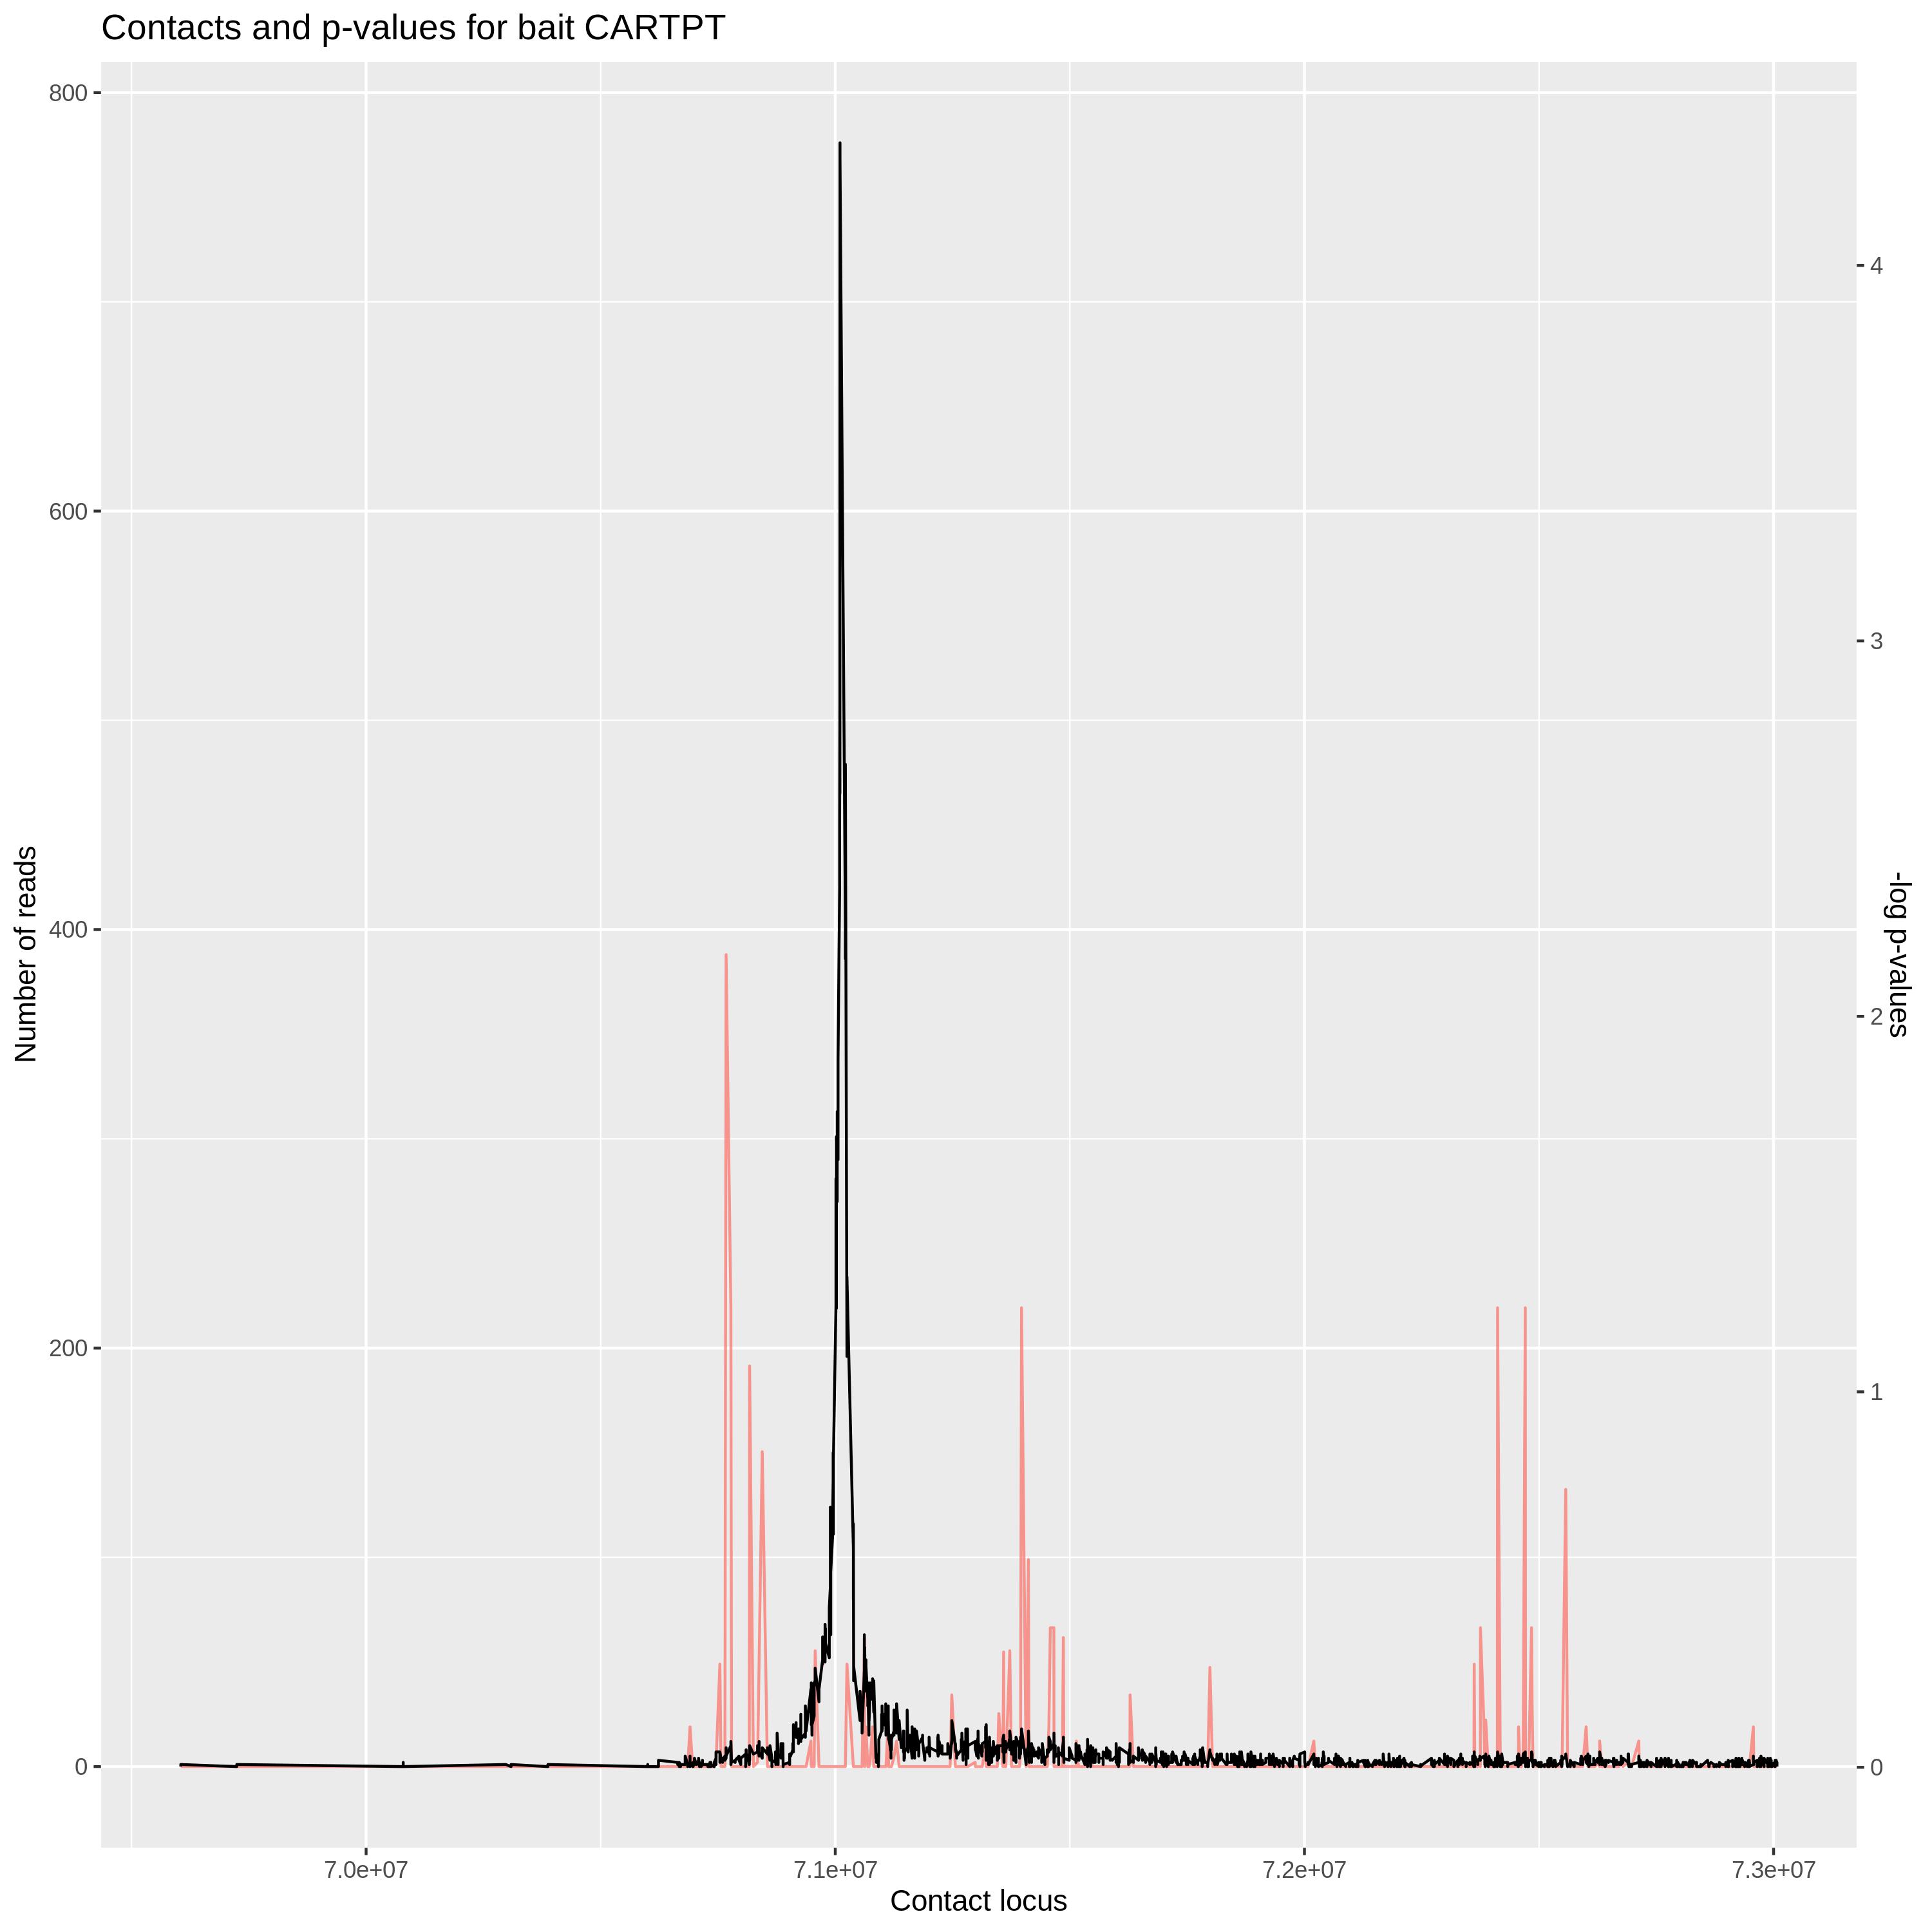 Contacts and p-values for bait CARTPT
800
600
400
200
0
Number of reads
4
3
2
1
0
-log p-values
7.0e+07
7.1e+07
7.2e+07
7.3e+07
Contact locus